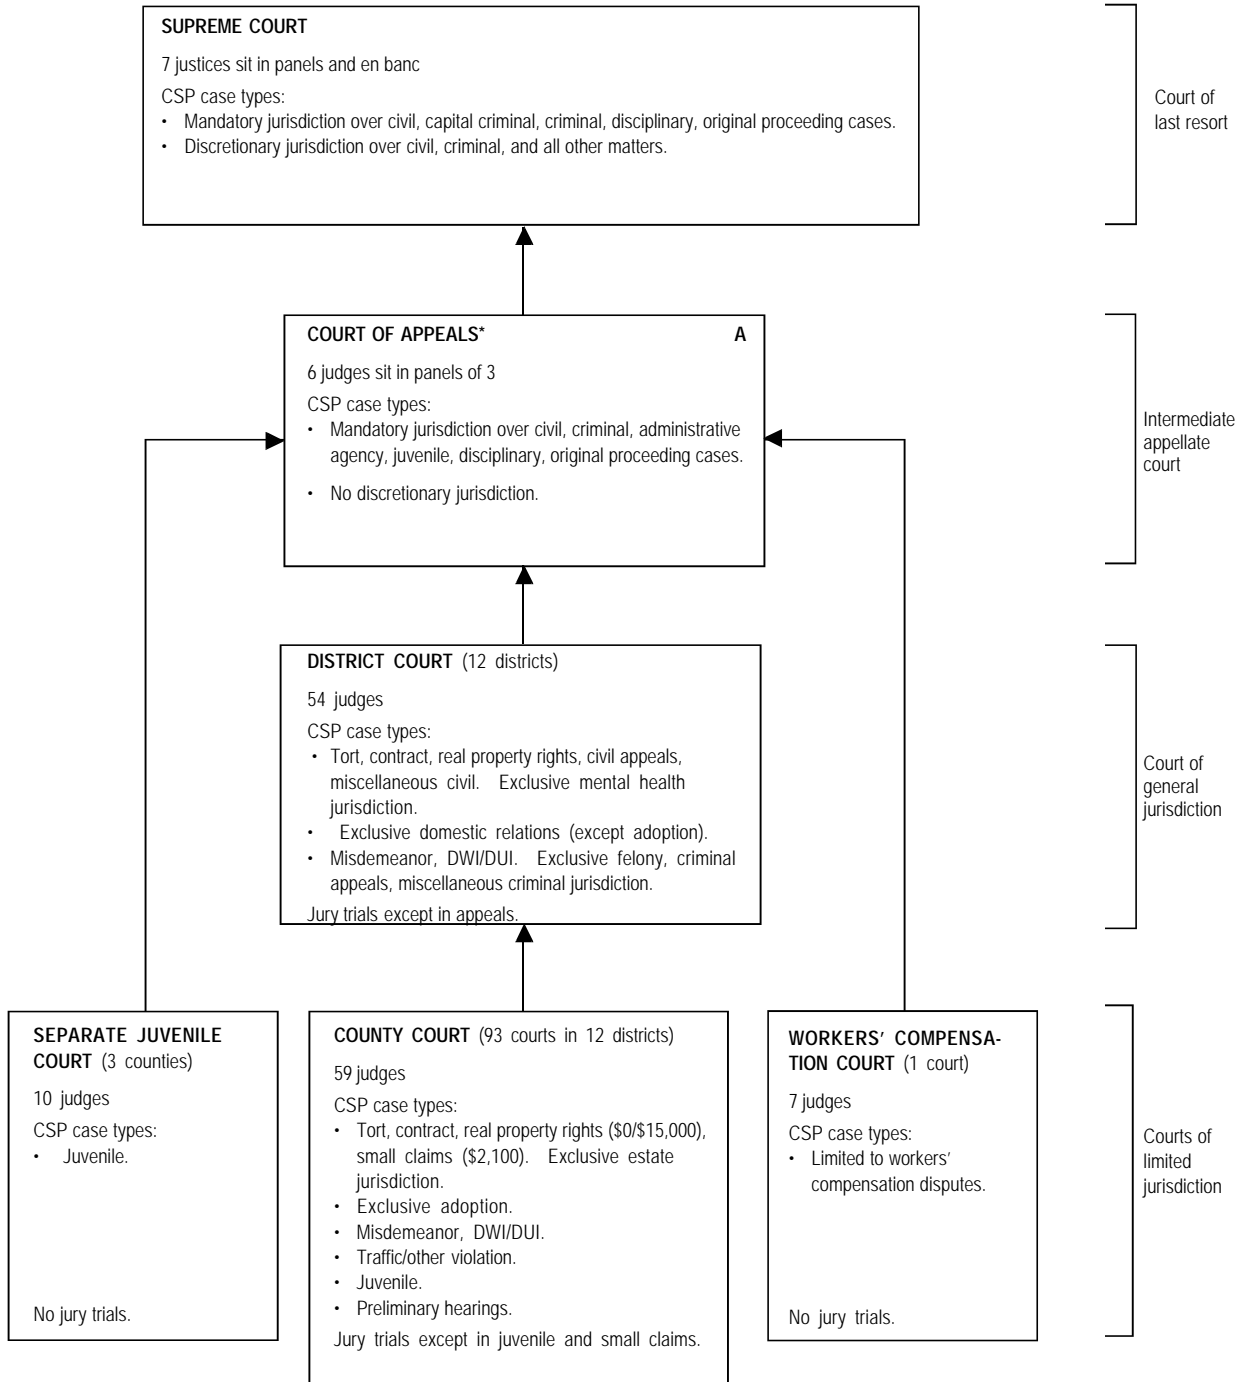 SUPREME COURT
7 justices sit in panels and en banc
CSP case types:
• Mandatory jurisdiction over civil, capital criminal, criminal, disciplinary, original proceeding cases.
• Discretionary jurisdiction over civil, criminal, and all other matters.
Court of
last resort
COURT OF APPEALS* A
6 judges sit in panels of 3
CSP case types:
• Mandatory jurisdiction over civil, criminal, administrative
agency, juvenile, disciplinary, original proceeding cases.
• No discretionary jurisdiction.
Intermediate
appellate
court
DISTRICT COURT (12 districts)
54 judges
CSP case types:
• Tort, contract, real property rights, civil appeals,
miscellaneous civil. Exclusive mental health
jurisdiction.
• Exclusive domestic relations (except adoption).
• Misdemeanor, DWI/DUI. Exclusive felony, criminal
appeals, miscellaneous criminal jurisdiction.
Jury trials except in appeals.
Court of
general
jurisdiction
SEPARATE JUVENILE
COURT (3 counties)
10 judges
CSP case types:
• Juvenile.
No jury trials.
COUNTY COURT (93 courts in 12 districts)
59 judges
CSP case types:
• Tort, contract, real property rights ($0/$15,000),
small claims ($2,100). Exclusive estate
jurisdiction.
• Exclusive adoption.
• Misdemeanor, DWI/DUI.
• Traffic/other violation.
• Juvenile.
• Preliminary hearings.
Jury trials except in juvenile and small claims.
WORKERS' COMPENSA-
TION COURT (1 court)
7 judges
CSP case types:
• Limited to workers'
compensation disputes.
No jury trials.
Courts of
limited
jurisdiction